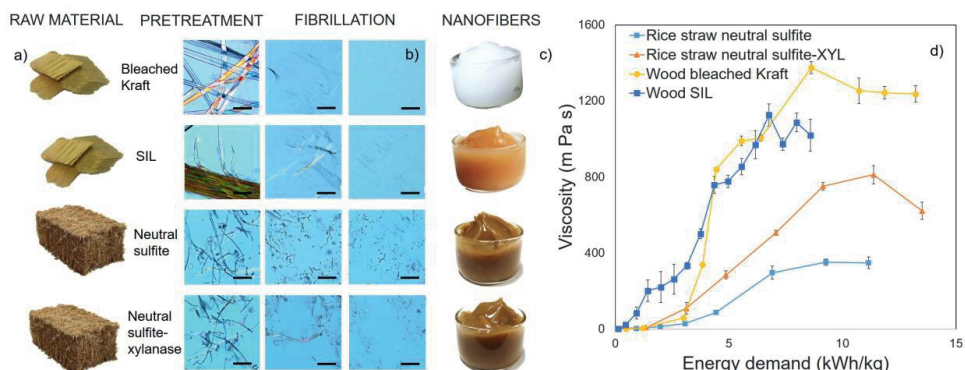 RAW MATERIAL PRETREATMENT FIBRILLATION NANOFIBERS
a)
b)
c)
Bleached
Kraft
SIL
Neutral
sulfite
Neutral
sulfite-
xylanase
d)
Rice straw neutral sulfite
Rice straw neutral sulfite-XYL
Wood bleached Kraft
Wood SIL
Viscosity (m Pa s)
1600
1200
800
400
0
0 5 10 15
Energy demand (kWh/kg)